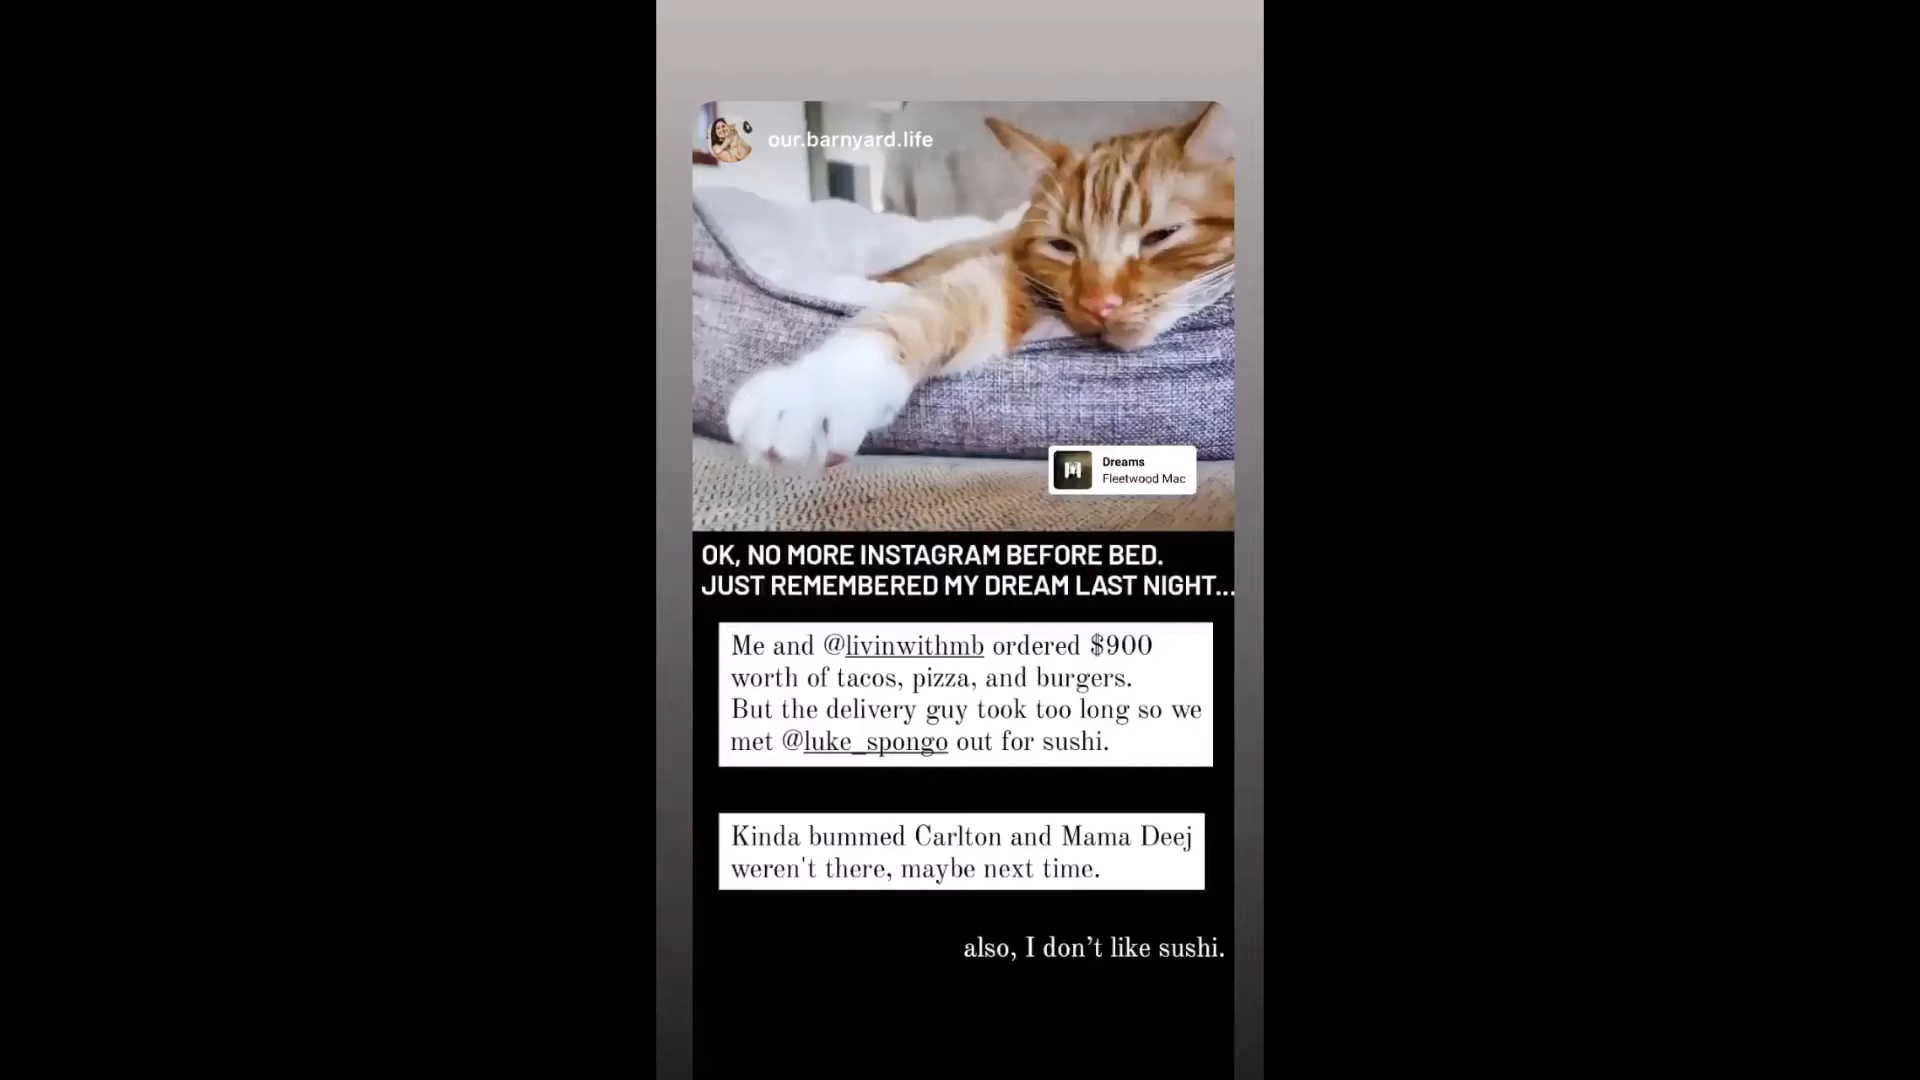 our.barnyard.life
Dreams
Fleetwood Mac
OK, NO MORE INSTAGRAM BEFORE BED.
JUST REMEMBERED MY DREAM LAST NIGHT...
Me and @livinwithmb ordered $900
worth of tacos, pizza, and burgers.
But the delivery guy took too long so we
met @luke_spongo out for sushi.
Kinda bummed Carlton and Mama Deej
weren't there, maybe next time.
also, I don’t like sushi.